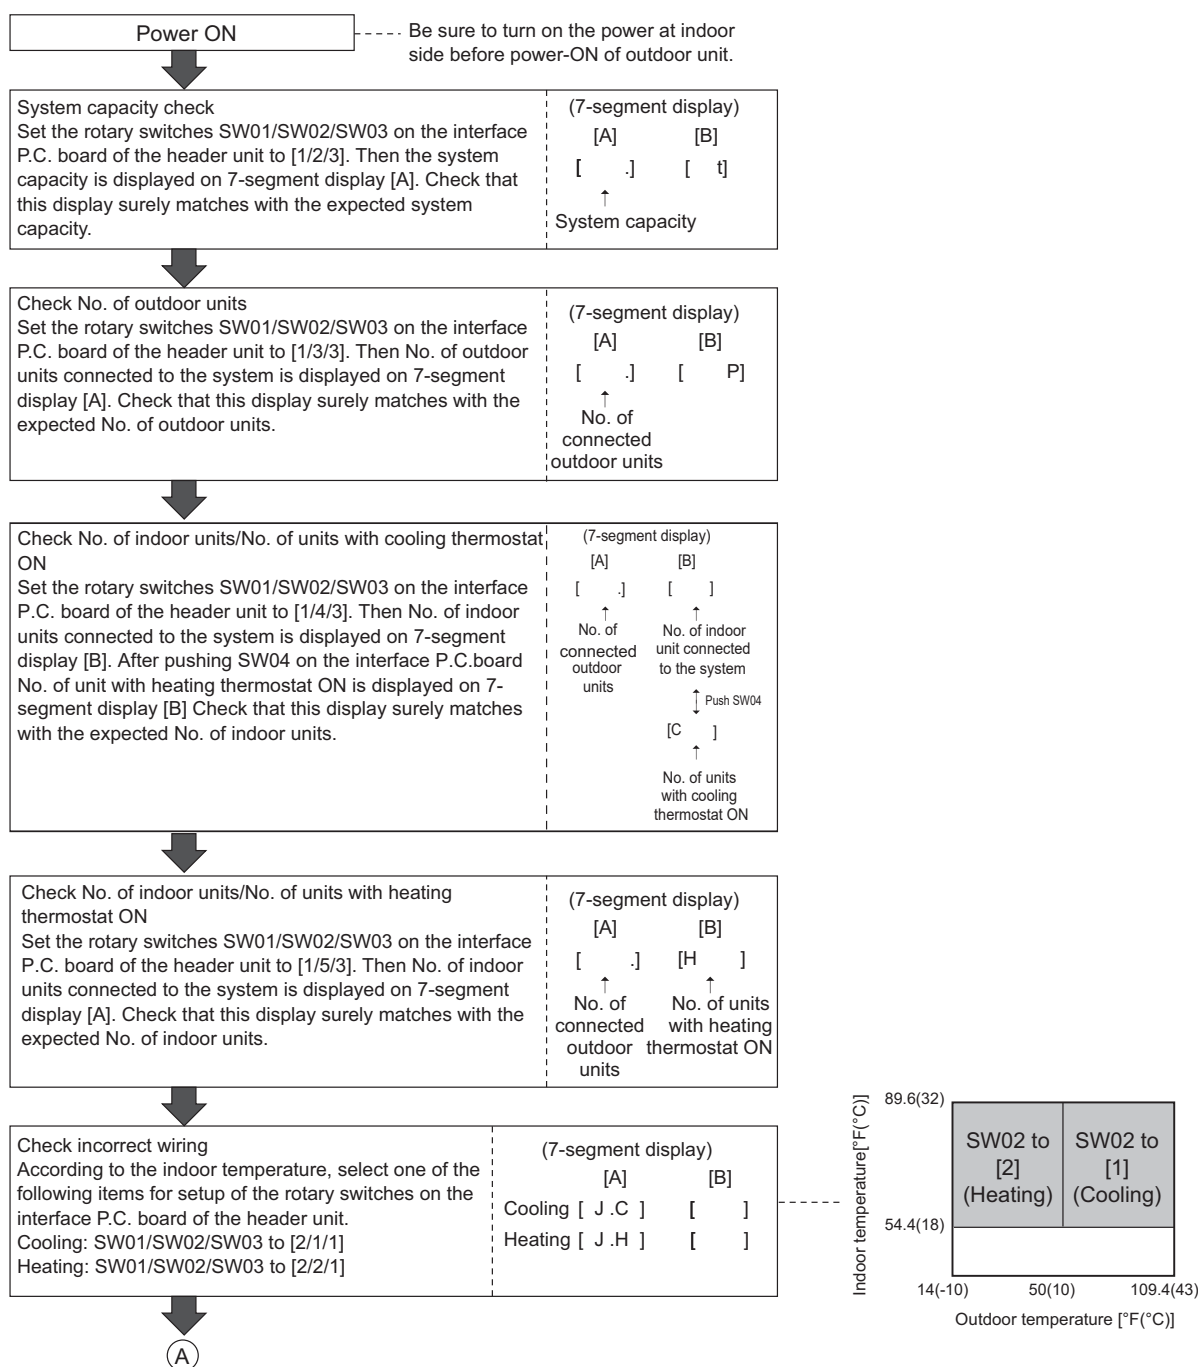 Power ON
Be sure to turn on the power at indoor
side before power-ON of outdoor unit.
System capacity check
Set the rotary switches SW01/SW02/SW03 on the interface
P.C. board of the header unit to [1/2/3]. Then the system
capacity is displayed on 7-segment display [A]. Check that
this display surely matches with the expected system
capacity.
(7-segment display)
[A] [B]
[ .] [ t]
↑
System capacity
Check No. of outdoor units
Set the rotary switches SW01/SW02/SW03 on the interface
P.C. board of the header unit to [1/3/3]. Then No. of outdoor
units connected to the system is displayed on 7-segment
display [A]. Check that this display surely matches with the
expected No. of outdoor units.
(7-segment display)
[A] [B]
[ .] [ P]
↑
No. of
connected
outdoor units
Check No. of indoor units/No. of units with cooling thermostat
ON
Set the rotary switches SW01/SW02/SW03 on the interface
P.C. board of the header unit to [1/4/3]. Then No. of indoor
units connected to the system is displayed on 7-segment
display [B]. After pushing SW04 on the interface P.C.board
No. of unit with heating thermostat ON is displayed on 7-
segment display [B] Check that this display surely matches
with the expected No. of indoor units.
(7-segment display)
[A] [B]
[ .] [ ]
↑ ↑
No. of
connected
outdoor
units
No. of indoor
unit connected
to the system
Push SW04
[C ]
↑
No. of units
with cooling
thermostat ON
Check No. of indoor units/No. of units with heating
thermostat ON
Set the rotary switches SW01/SW02/SW03 on the interface
P.C. board of the header unit to [1/5/3]. Then No. of indoor
units connected to the system is displayed on 7-segment
display [A]. Check that this display surely matches with the
expected No. of indoor units.
(7-segment display)
[A] [B]
[ .] [H ]
↑ ↑
No. of
connected
outdoor
units
No. of units
with heating
thermostat ON
Check incorrect wiring
According to the indoor temperature, select one of the
following items for setup of the rotary switches on the
interface P.C. board of the header unit.
Cooling: SW01/SW02/SW03 to [2/1/1]
Heating: SW01/SW02/SW03 to [2/2/1]
(7-segment display)
[A] [B]
Cooling [ J .C ] [ ]
Heating [ J .H ] [ ]
Indoor temperature[°F(°C)]
89.6(32)
54.4(18)
SW02 to
[2]
(Heating)
SW02 to
[1]
(Cooling)
14(-10) 50(10) 109.4(43)
Outdoor temperature [°F(°C)]
A